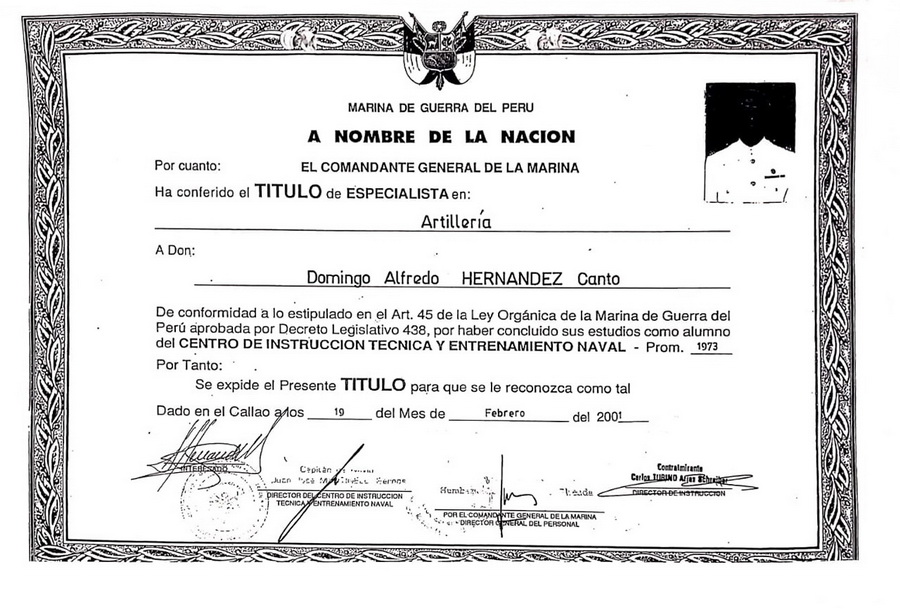 MARINA DE GUERRA DEL PERU
A NOMBRE DE LA NACION
Por cuanto: EL COMANDANTE GENERAL DE LA MARINA
Ha conferido el TITULO de ESPECIALISTA en:
Artillería
A Don:
Domingo Alfredo HERNANDEZ Canto
De conformidad a lo estipulado en el Art. 45 de la Ley Orgánica de la Marina de Guerra del
Perú aprobada por Decreto Legislativo 438, por haber concluido sus estudios como alumno
del CENTRO DE INSTRUCCION TECNICA Y ENTRENAMIENTO NAVAL - Prom. 1973
Por Tanto:
Se expide el Presente TITULO para que se le reconozca como tal
Dado en el Callao a los 19 del Mes de Febrero del 2001
INTERESADO
Capitán de
Juan José
DIRECTOR DEL CENTRO DE INSTRUCCION
TECNICA Y ENTRENAMIENTO NAVAL
POR EL COMANDANTE GENERAL DE LA MARINA
DIRECTOR GENERAL DEL PERSONAL
Contralmirante
Carlos TUBINO Arias Schreiber
DIRECTOR DE INSTRUCCION